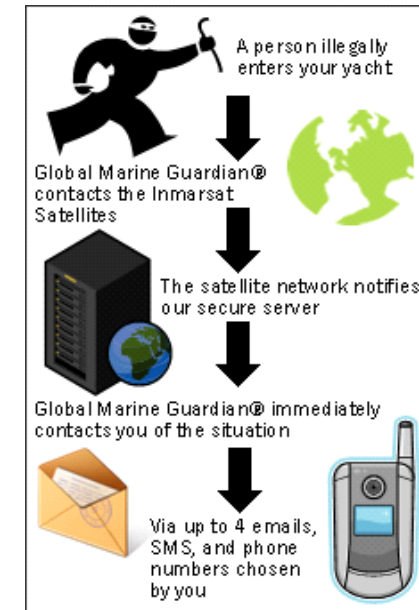 A person illegally
enters your yacht
Global Marine Guardian®
contacts the Inmarsat
Satellites
The satellite network notifies
our secure server
Global Marine Guardian® immediately
contacts you of the situation
Via up to 4 emails,
SMS, and phone
numbers chosen
by you